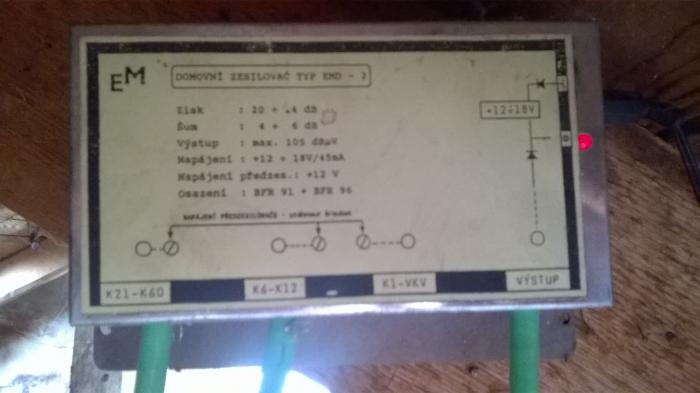 EM
DOMOVNÍ ZESILOVAČ TYP EMD - 2
Zisk : 20 ÷ 24 dB
Šum : 4 ÷ 6 dB
Výstup : max. 105 dBµV
Napájení : +12 ÷ 18V/45mA
Napájení předzes.: +12 V
Osazení : BFR 91 + BFR 96
+12÷18V
NAPÁJENÍ PŘEDZESILOVAČE -
K21-K60
K6-K12
K1-VKV
VÝSTUP